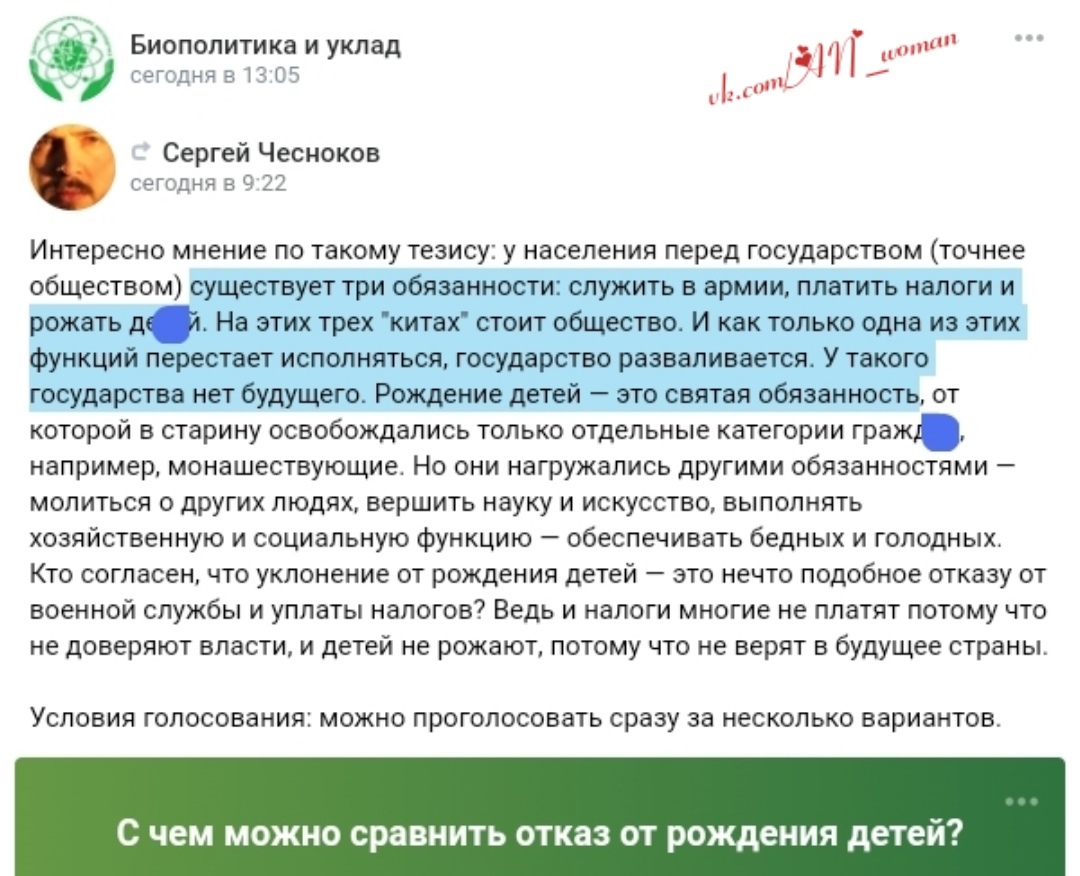 Биополитика и уклад
сегодня в 13:05
vk.com/AN_woman
Сергей Чесноков
сегодня в 9:22
Интересно мнение по такому тезису: у населения перед государством (точнее
обществом) существует три обязанности: служить в армии, платить налоги и
рожать де й. На этих трех "китах" стоит общество. И как только одна из этих
функций перестает исполняться, государство разваливается. У такого
государства нет будущего. Рождение детей — это святая обязанность, от
которой в старину освобождались только отдельные категории гражд ,
например, монашествующие. Но они нагружались другими обязанностями —
молиться о других людях, вершить науку и искусство, выполнять
хозяйственную и социальную функцию — обеспечивать бедных и голодных.
Кто согласен, что уклонение от рождения детей — это нечто подобное отказу от
военной службы и уплаты налогов? Ведь и налоги многие не платят потому что
не доверяют власти, и детей не рожают, потому что не верят в будущее страны.
Условия голосования: можно проголосовать сразу за несколько вариантов.
С чем можно сравнить отказ от рождения детей?